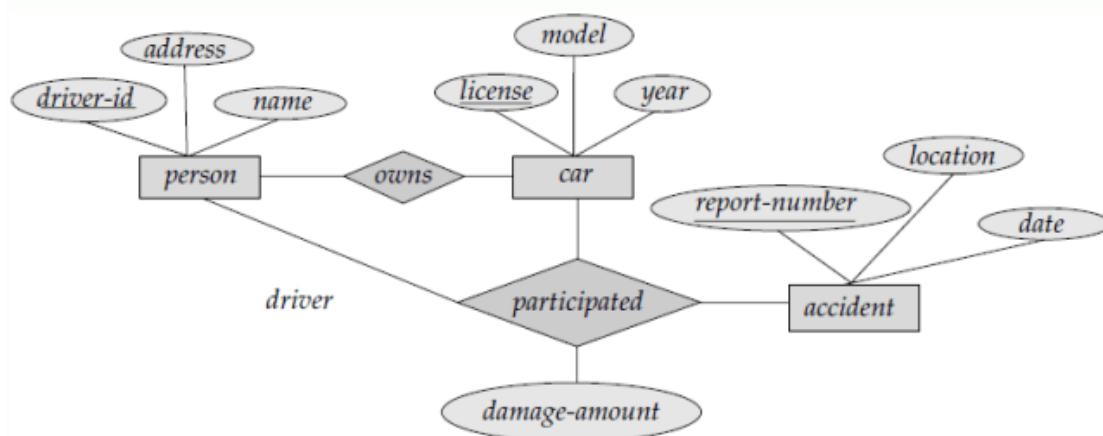 model
address
driver-id
name
license
year
person
owns
car
location
report-number
date
driver
participated
accident
damage-amount